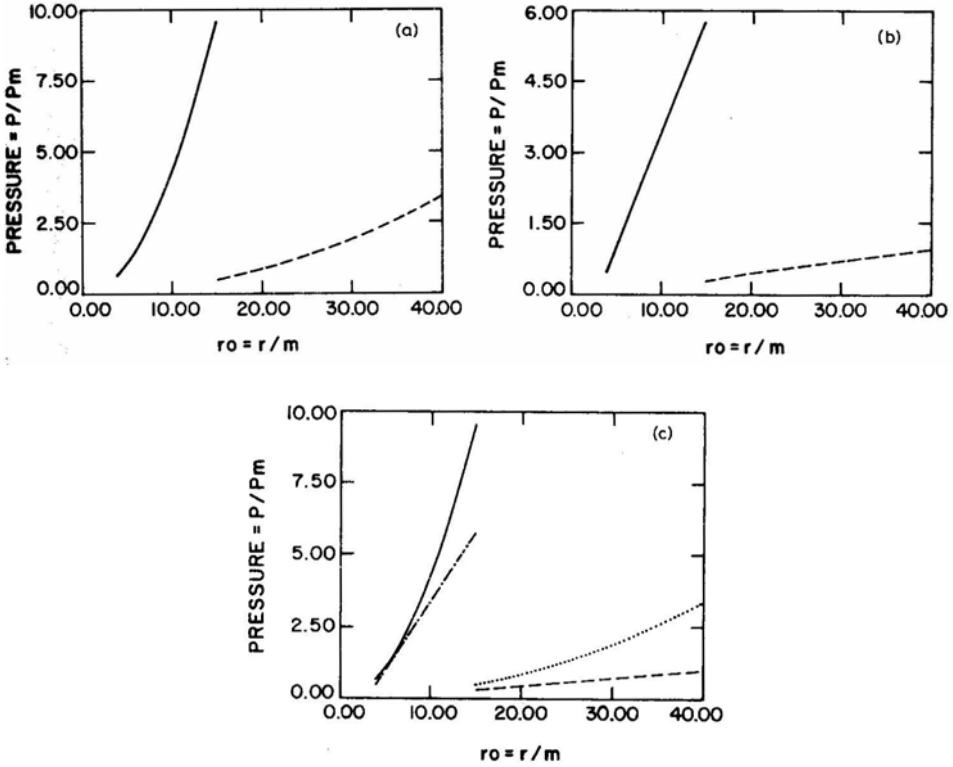 (a)
10.00
7.50
5.00
2.50
0.00
PRESSURE = P/Pm
0.00 10.00 20.00 30.00 40.00
ro = r/m
(b)
6.00
4.50
3.00
1.50
0.00
PRESSURE = P/Pm
0.00 10.00 20.00 30.00 40.00
ro = r/m
(c)
10.00
7.50
5.00
2.50
0.00
PRESSURE = P/Pm
0.00 10.00 20.00 30.00 40.00
ro = r/m